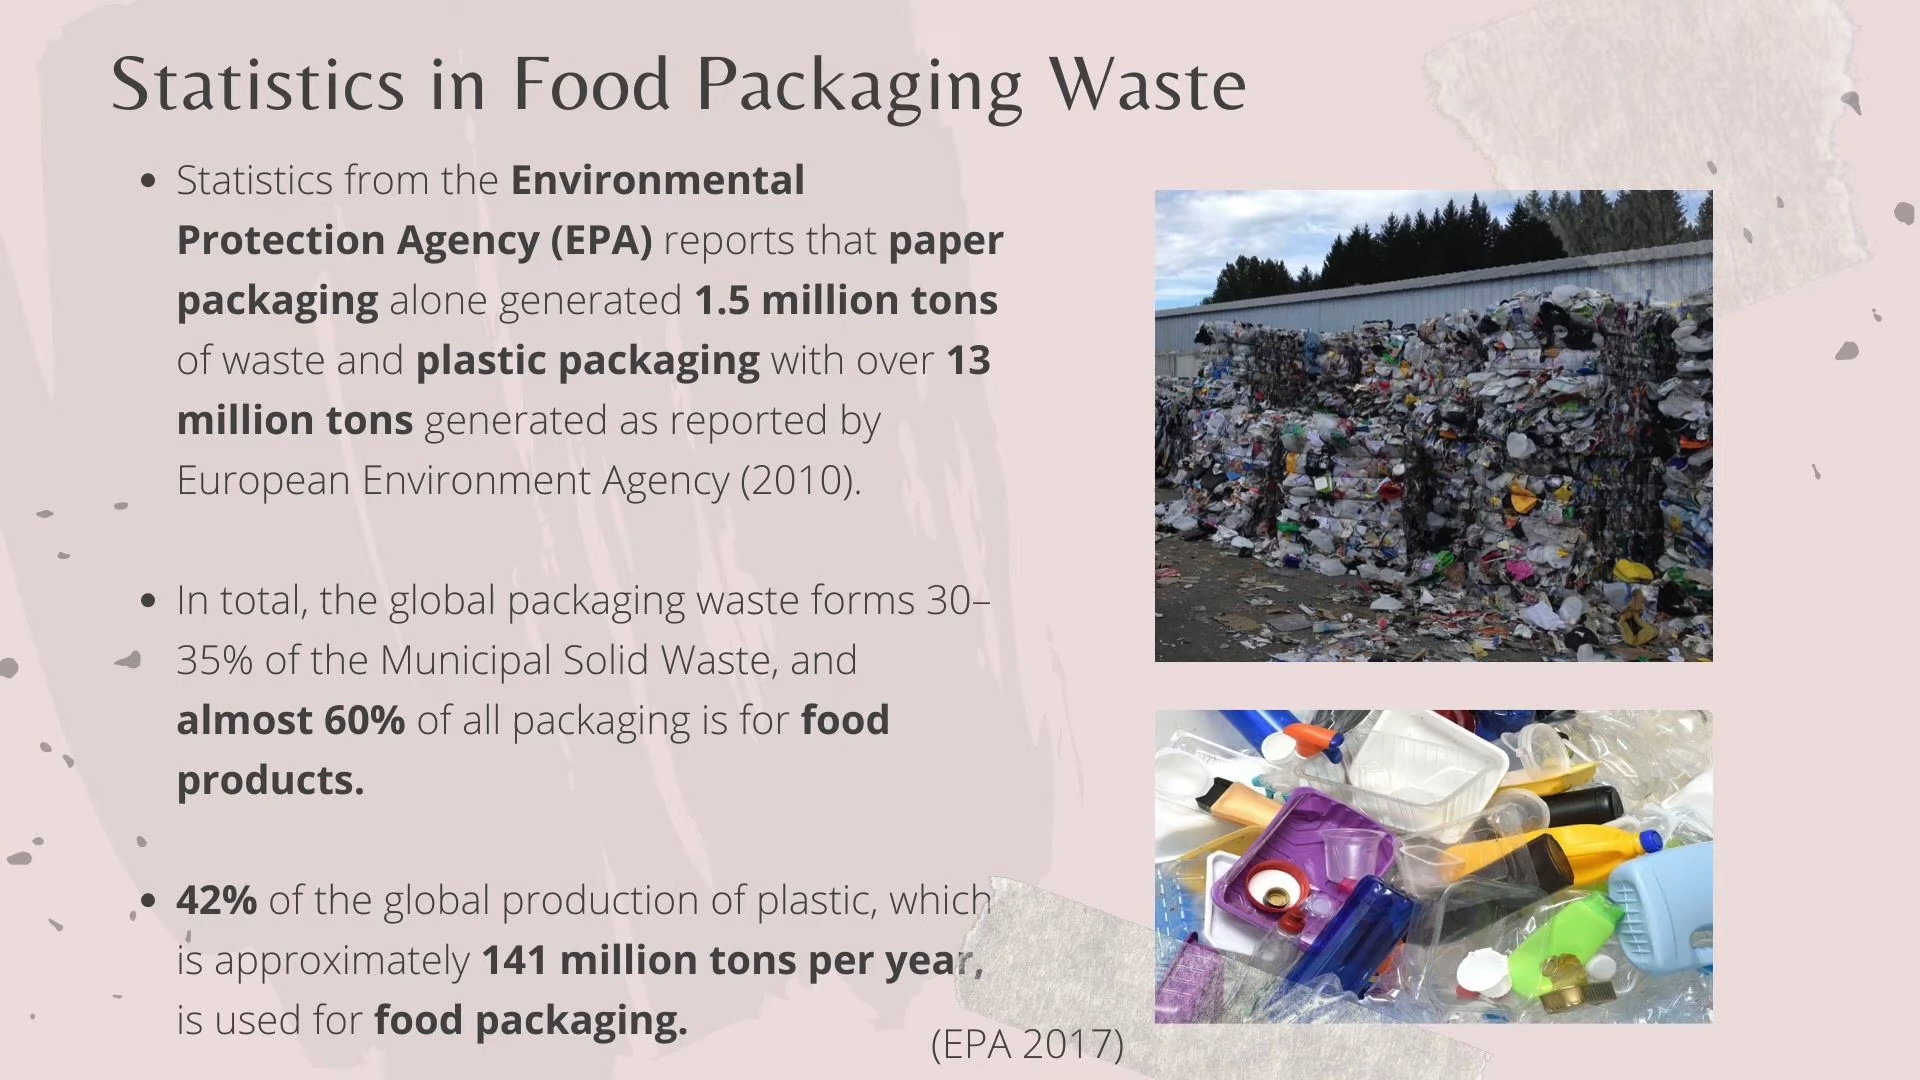 Statistics in Food Packaging Waste
• Statistics from the Environmental
Protection Agency (EPA) reports that paper
packaging alone generated 1.5 million tons
of waste and plastic packaging with over 13
million tons generated as reported by
European Environment Agency (2010).
• In total, the global packaging waste forms 30–
35% of the Municipal Solid Waste, and
almost 60% of all packaging is for food
products.
• 42% of the global production of plastic, which
is approximately 141 million tons per year,
is used for food packaging.
(EPA 2017)